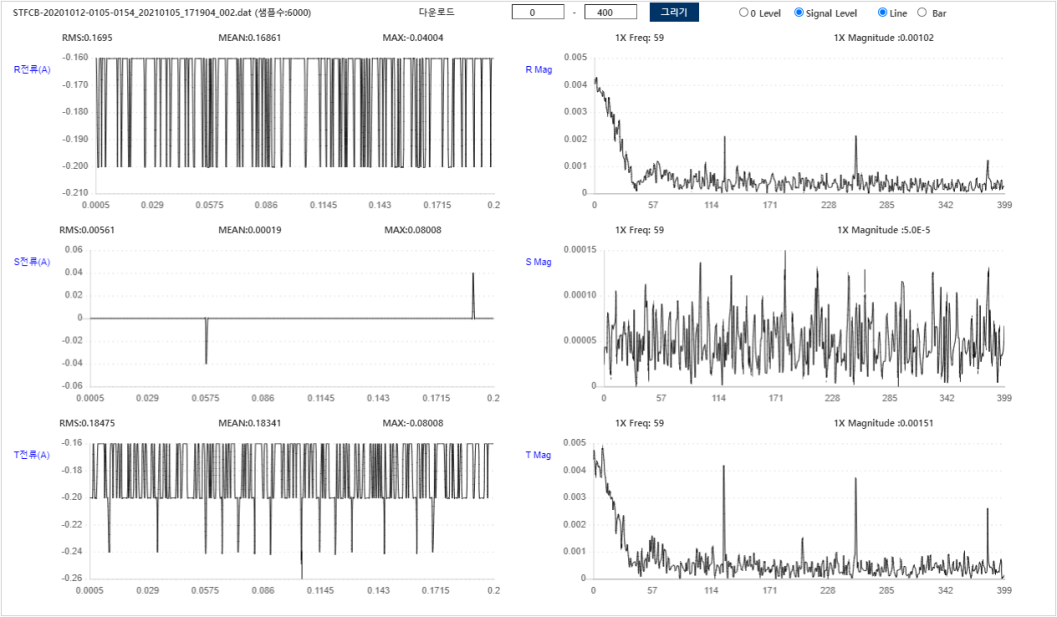 STFCB-20201012-0105-0154_20210105_171904_002.dat (샘플수:6000) 다운로드 0 - 400 그리기 0 Level Signal Level Line Bar
RMS:0.1695 MEAN:0.16861 MAX:-0.04004 1X Freq: 59 1X Magnitude :0.00102
R전류(A) R Mag
-0.160
-0.170
-0.180
-0.190
-0.200
-0.210
0.0005 0.029 0.0575 0.086 0.1145 0.143 0.1715 0.2
0.005
0.004
0.003
0.002
0.001
0
0 57 114 171 228 285 342 399
RMS:0.00561 MEAN:0.00019 MAX:0.08008 1X Freq: 59 1X Magnitude :5.0E-5
S전류(A) S Mag
0.06
0.04
0.02
0
-0.02
-0.04
-0.06
0.0005 0.029 0.0575 0.086 0.1145 0.143 0.1715 0.2
0.00015
0.00010
0.00005
0
0 57 114 171 228 285 342 399
RMS:0.18475 MEAN:0.18341 MAX:-0.08008 1X Freq: 59 1X Magnitude :0.00151
T전류(A) T Mag
-0.16
-0.18
-0.20
-0.22
-0.24
-0.26
0.0005 0.029 0.0575 0.086 0.1145 0.143 0.1715 0.2
0.005
0.004
0.003
0.002
0.001
0
0 57 114 171 228 285 342 399